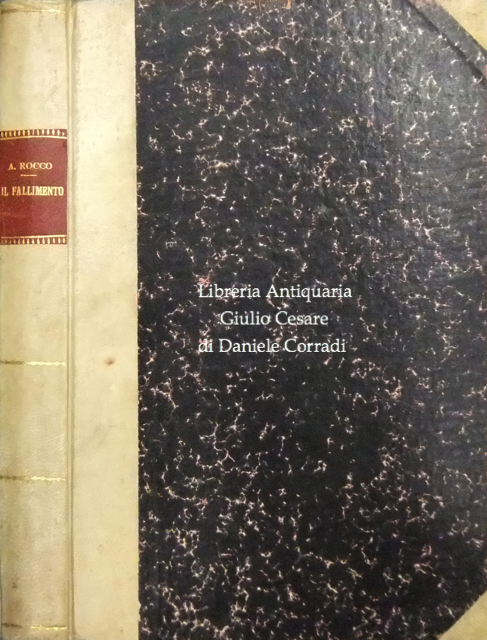 A. ROCCO
IL FALLIMENTO
Libreria Antiquaria
Giulio Cesare
di Daniele Corradi